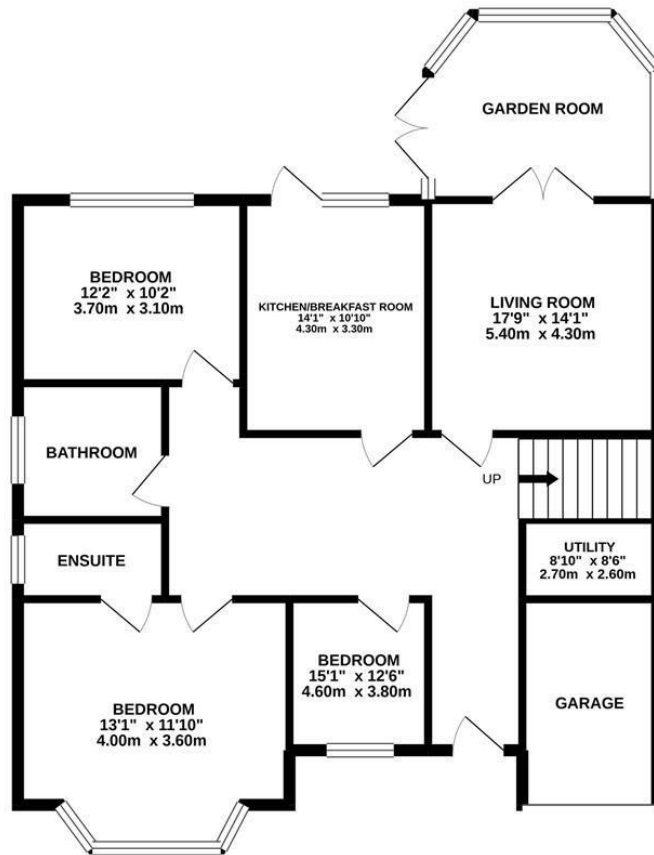 GARDEN ROOM
BEDROOM
12'2" x 10'2"
3.70m x 3.10m
KITCHEN/BREAKFAST ROOM
14'1" x 10'10"
4.30m x 3.30m
LIVING ROOM
17'9" x 14'1"
5.40m x 4.30m
BATHROOM
UP
ENSUITE
UTILITY
8'10" x 8'6"
2.70m x 2.60m
BEDROOM
13'1" x 11'10"
4.00m x 3.60m
BEDROOM
15'1" x 12'6"
4.60m x 3.80m
GARAGE